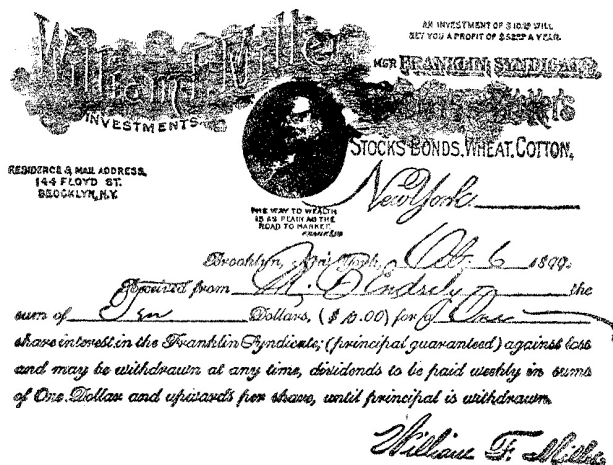 AN INVESTMENT OF $10.00 WILL
NET YOU A PROFIT OF $52.00 A YEAR.
William F. Miller
INVESTMENTS
MGR FRANKLIN SYNDICATE
STOCKS BONDS, WHEAT, COTTON,
RESIDENCE & MAIL ADDRESS,
144 FLOYD ST.
BROOKLYN, N.Y.
New York.
THE WAY TO WEALTH
IS AS PLAIN AS THE
ROAD TO MARKET.
FRANKLIN
Brooklyn, New York, 6 1899.
Received from the
sum of Ten Dollars, ($10.00) for One
share interest in the Franklin Syndicate, (principal guaranteed) against loss
and may be withdrawn at any time, dividends to be paid weekly in sums
of One Dollar and upwards per share, until principal is withdrawn
William F. Miller